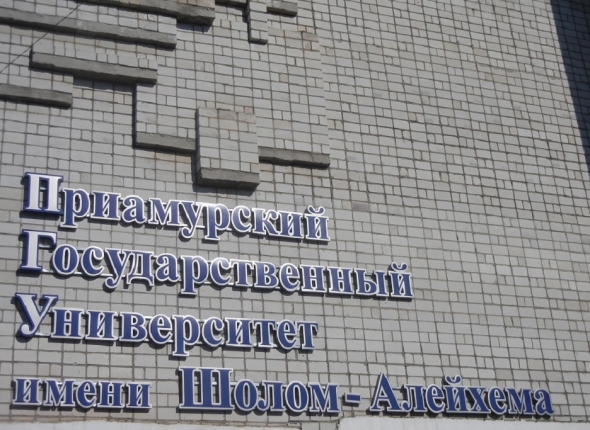 Приамурский
Государственный
Университет
имени Шолом-Алейхема